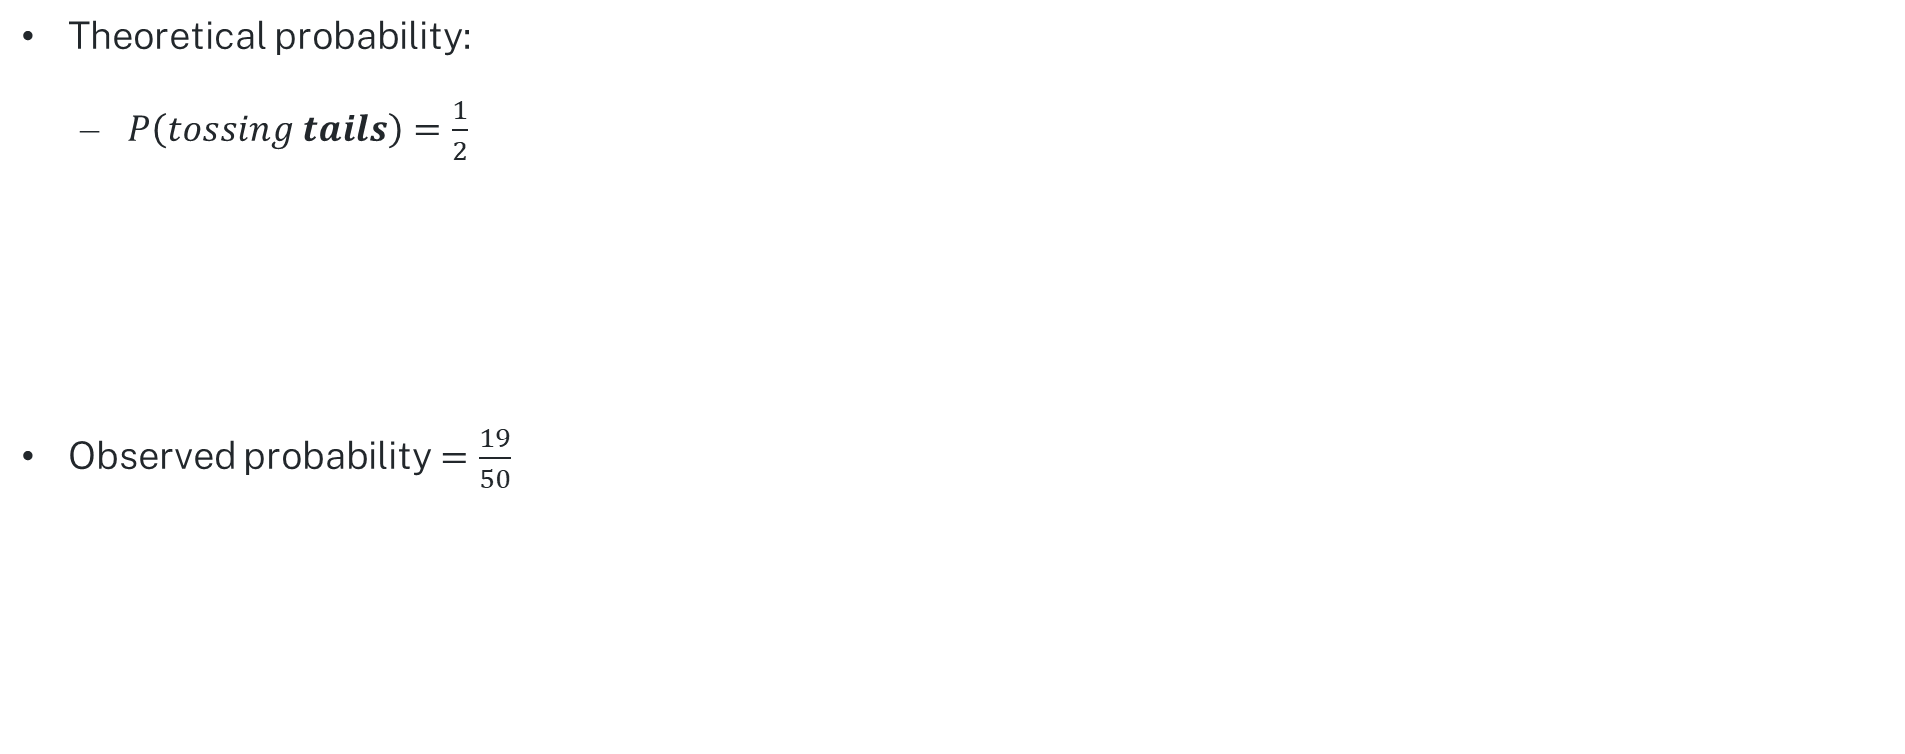 • Theoretical probability:
– P(tossing tails) = 1/2
• Observed probability = 19/50